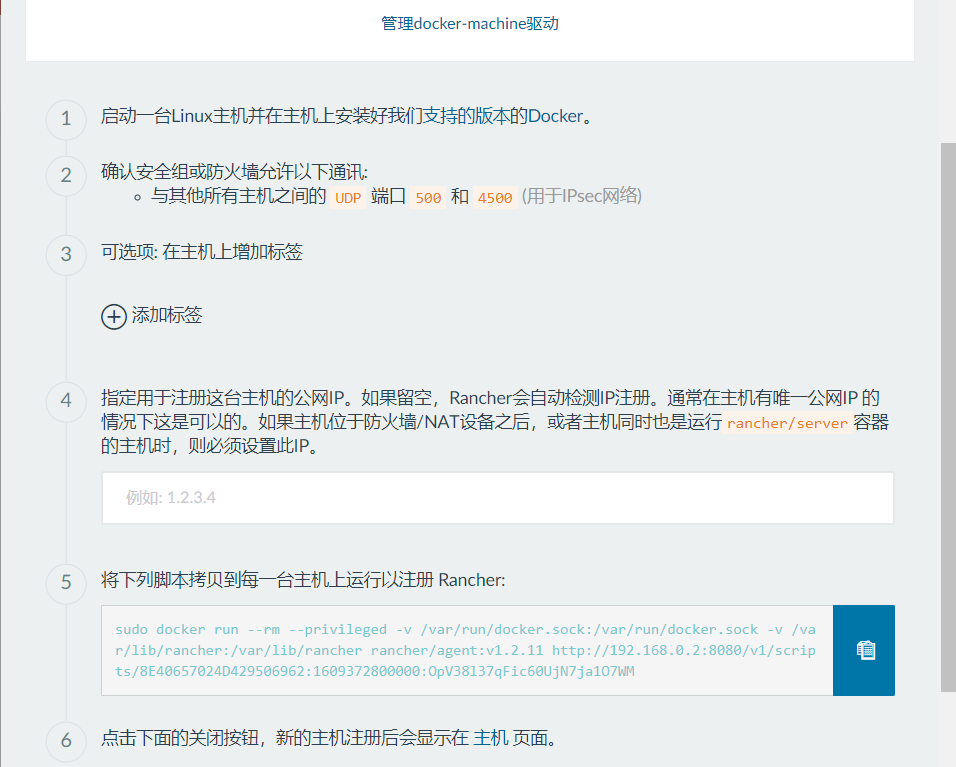 管理docker-machine驱动
1 启动一台Linux主机并在主机上安装好我们支持的版本的Docker。
2 确认安全组或防火墙允许以下通讯:
与其他所有主机之间的 UDP 端口 500 和 4500 (用于IPsec网络)
3 可选项: 在主机上增加标签
添加标签
4 指定用于注册这台主机的公网IP。如果留空，Rancher会自动检测IP注册。通常在主机有唯一公网IP 的
情况下这是可以的。如果主机位于防火墙/NAT设备之后，或者主机同时也是运行 rancher/server 容器
的主机时，则必须设置此IP。
例如: 1.2.3.4
5 将下列脚本拷贝到每一台主机上运行以注册 Rancher:
sudo docker run --rm --privileged -v /var/run/docker.sock:/var/run/docker.sock -v /va
r/lib/rancher:/var/lib/rancher rancher/agent:v1.2.11 http://192.168.0.2:8080/v1/scrip
ts/8E40657024D429506962:1609372800000:OpV38l37qFic60UjN7ja1O7WM
6 点击下面的关闭按钮，新的主机注册后会显示在 主机 页面。